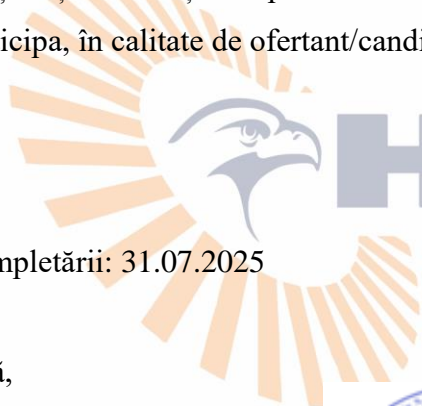 icipa, în calitate de ofertant/candi
H
mpletării: 31.07.2025
ă,